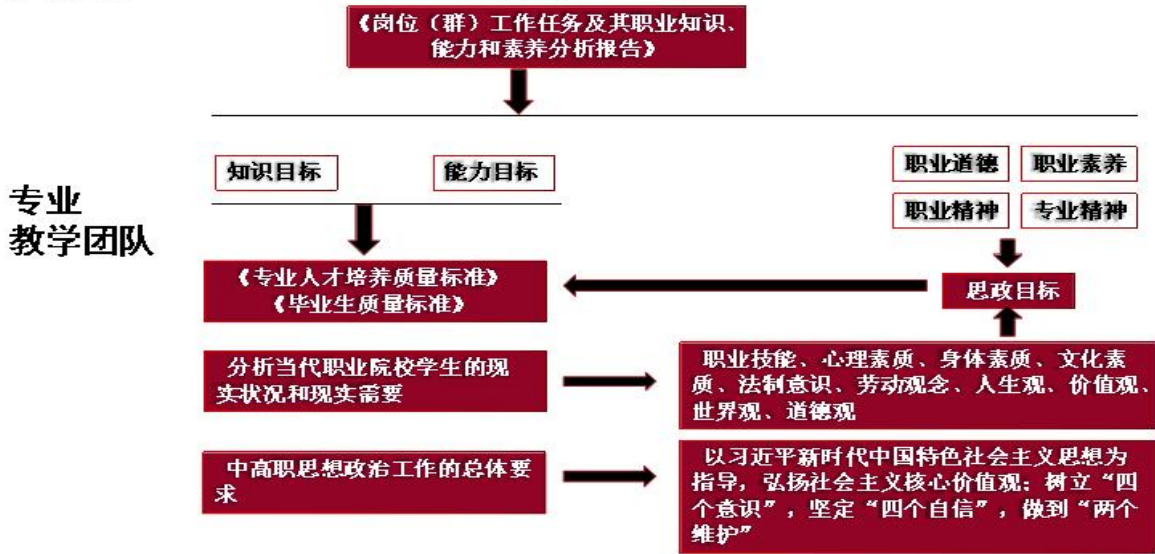 《岗位（群）工作任务及其职业知识、
能力和素养分析报告》
知识目标
能力目标
职业道德
职业素养
职业精神
专业精神
专业
教学团队
《专业人才培养质量标准》
《毕业生质量标准》
思政目标
分析当代职业院校学生的现
实状况和现实需要
职业技能、心理素质、身体素质、文化素
质、法制意识、劳动观念、人生观、价值观、
世界观、道德观
中高职思想政治工作的总体要
求
以习近平新时代中国特色社会主义思想为
指导，弘扬社会主义核心价值观；树立“四
个意识”，坚定“四个自信”，做到“两个
维护”